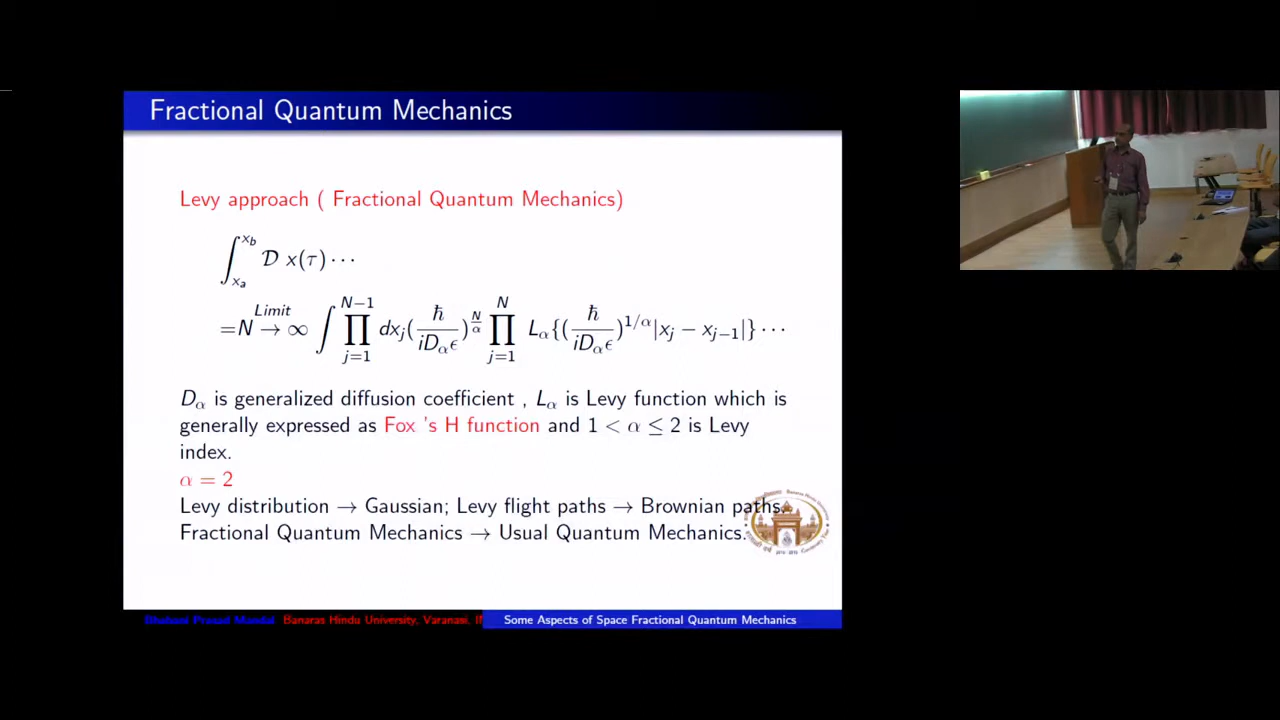 Fractional Quantum Mechanics
Levy approach ( Fractional Quantum Mechanics)
∫_{x_a}^{x_b} 𝒟 x(τ) ⋯
=N \overset{Limit}{→} ∞ ∫ ∏_{j=1}^{N−1} dx_j(ħ/(iD_αϵ))^{N/α} ∏_{j=1}^{N} L_α{(ħ/(iD_αϵ))^{1/α}|x_j − x_{j−1}|} ⋯
D_α is generalized diffusion coefficient , L_α is Levy function which is
generally expressed as Fox 's H function and 1 < α ≤ 2 is Levy
index.
α = 2
Levy distribution → Gaussian; Levy flight paths → Brownian paths.
Fractional Quantum Mechanics → Usual Quantum Mechanics.
Bhabani Prasad Mandal Banaras Hindu University, Varanasi. I
Some Aspects of Space Fractional Quantum Mechanics